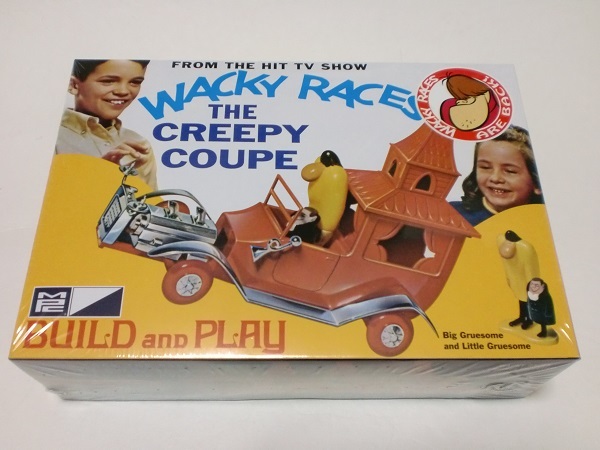 FROM THE HIT TV SHOW
WACKY RACES
THE
CREEPY
COUPE
WACKY RACES
ARE BACK!
MPC
BUILD and PLAY
Big Gruesome
and Little Gruesome